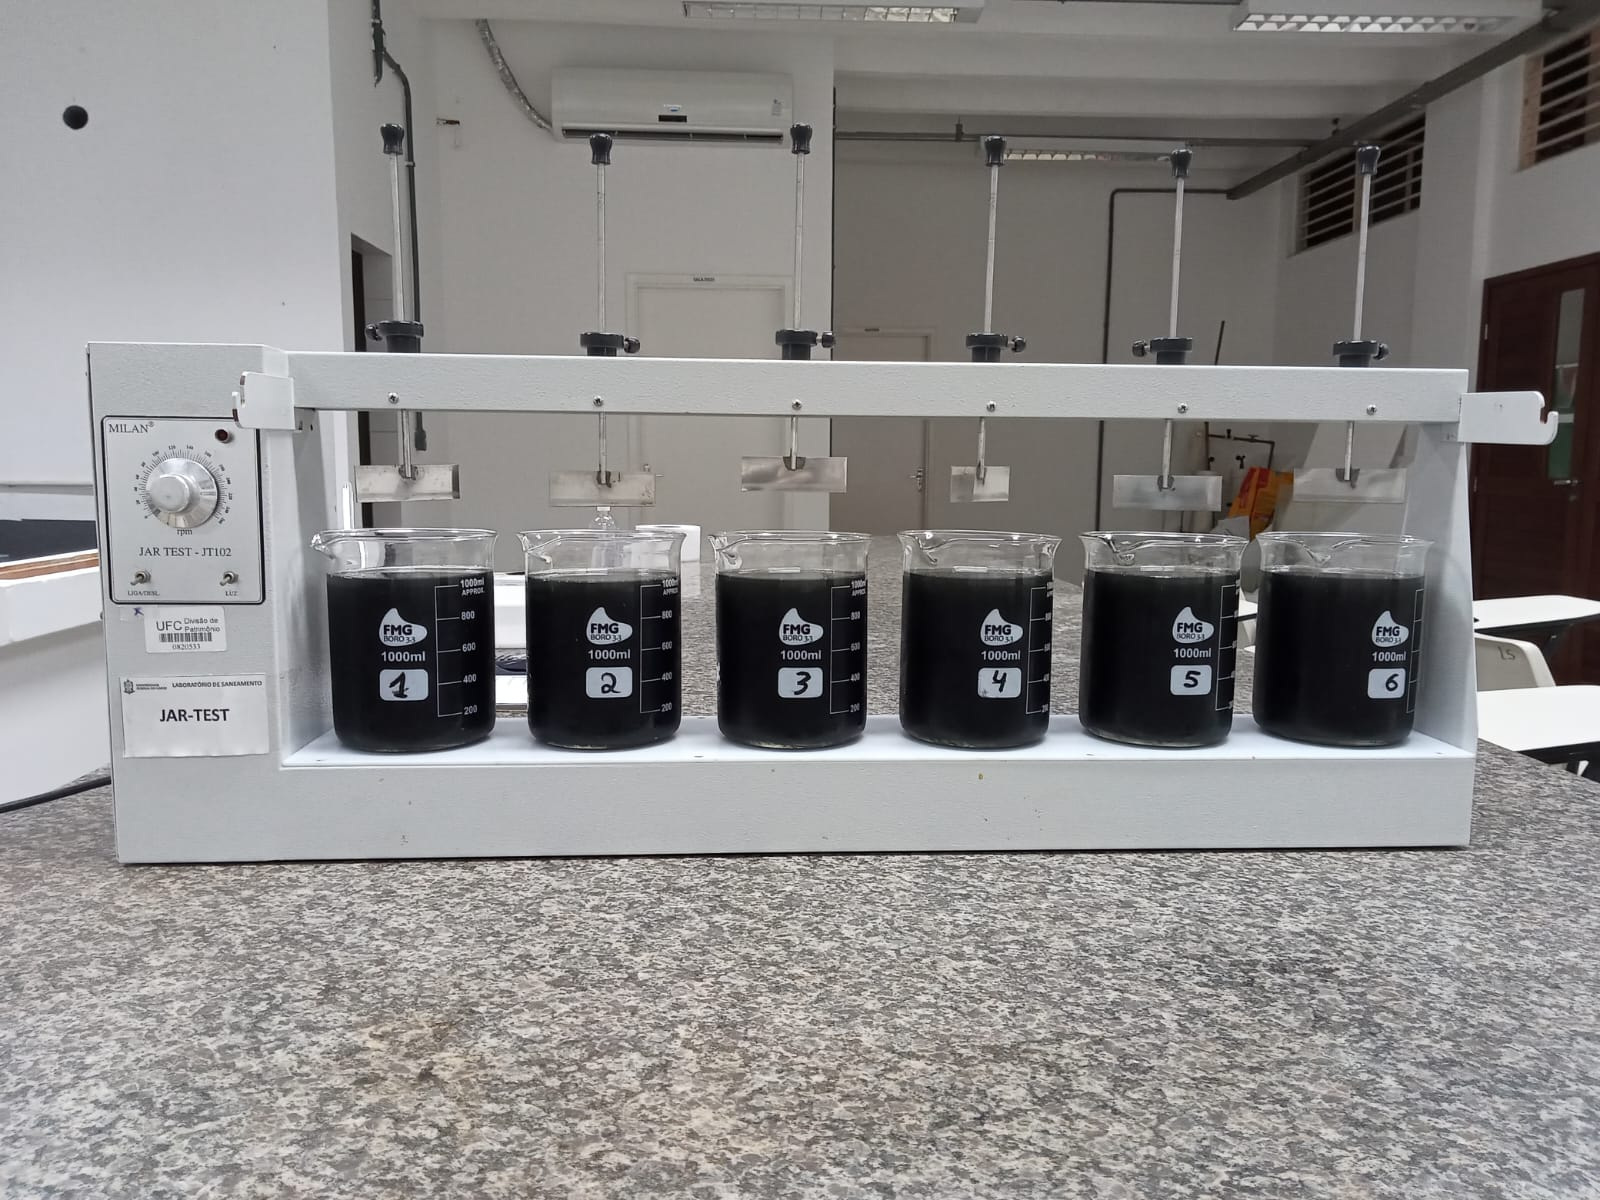 MILAN®
rpm
JAR TEST - JT102
LIGA/DESL.
LUZ
UFC Divisão de Patrimônio
0820533
LABORATÓRIO DE SANEAMENTO
JAR-TEST
1000ml
APPROX.
800
600
400
200
FMG
BORO 3.3
1000ml
1
1000ml
APPROX.
800
600
400
200
FMG
BORO 3.3
1000ml
2
1000ml
APPROX.
800
600
400
200
FMG
BORO 3.3
1000ml
3
FMG
BORO 3.3
1000ml
4
FMG
BORO 3.3
1000ml
5
FMG
BORO 3.3
1000ml
6